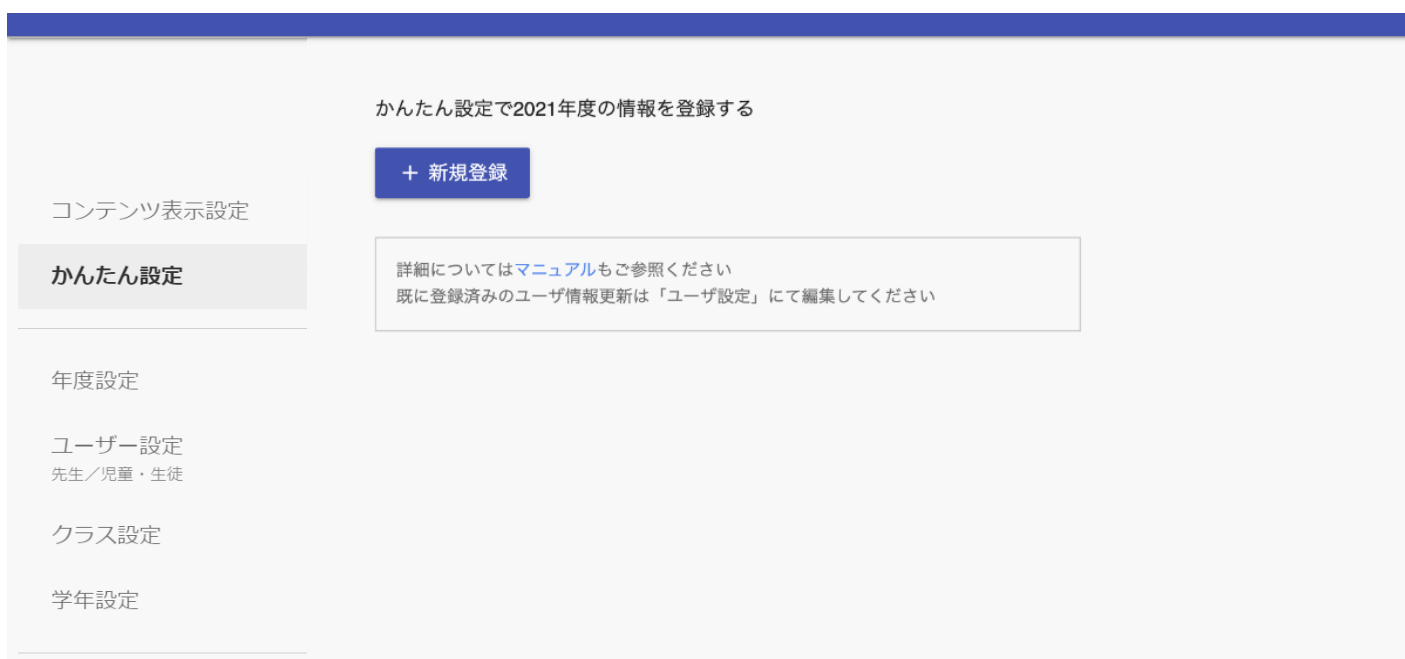 かんたん設定で2021年度の情報を登録する
＋ 新規登録
コンテンツ表示設定
かんたん設定
詳細についてはマニュアルもご参照ください
既に登録済みのユーザ情報更新は「ユーザ設定」にて編集してください
年度設定
ユーザー設定
先生／児童・生徒
クラス設定
学年設定